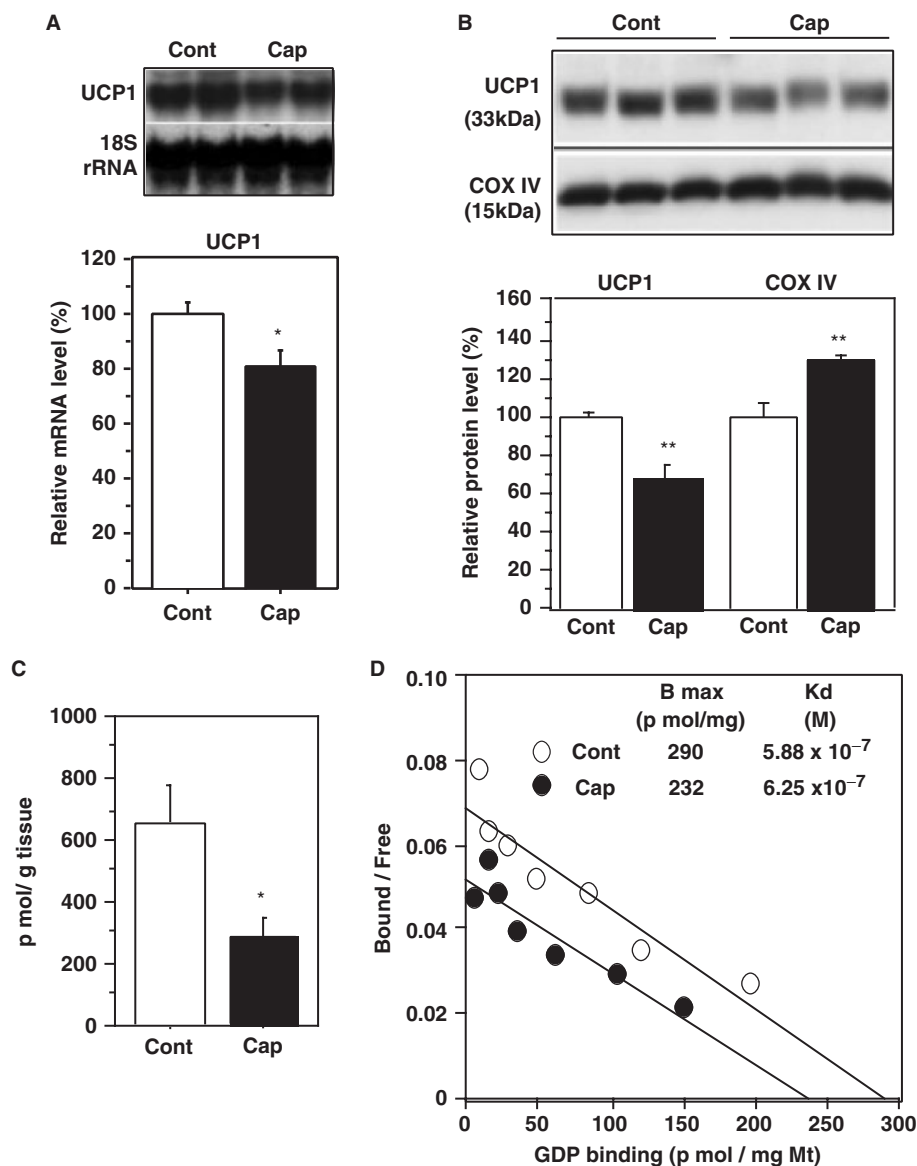 A
Cont Cap
UCP1
18S
rRNA
UCP1
Relative mRNA level (%)
120
100
80
60
40
20
0
*
Cont Cap
B
Cont Cap
UCP1
(33kDa)
COX IV
(15kDa)
UCP1 COX IV
Relative protein level (%)
160
130
120
100
80
60
40
20
0
**
**
Cont Cap Cont Cap
C
p mol/ g tissue
1000
800
600
400
200
0
*
Cont Cap
D
Bound / Free
0.10
0.08
0.06
0.04
0.02
0
B max Kd
(p mol/mg) (M)
Cont 290 5.88 x 10⁻⁷
Cap 232 6.25 x10⁻⁷
0 50 100 150 200 250 300
GDP binding (p mol / mg Mt)